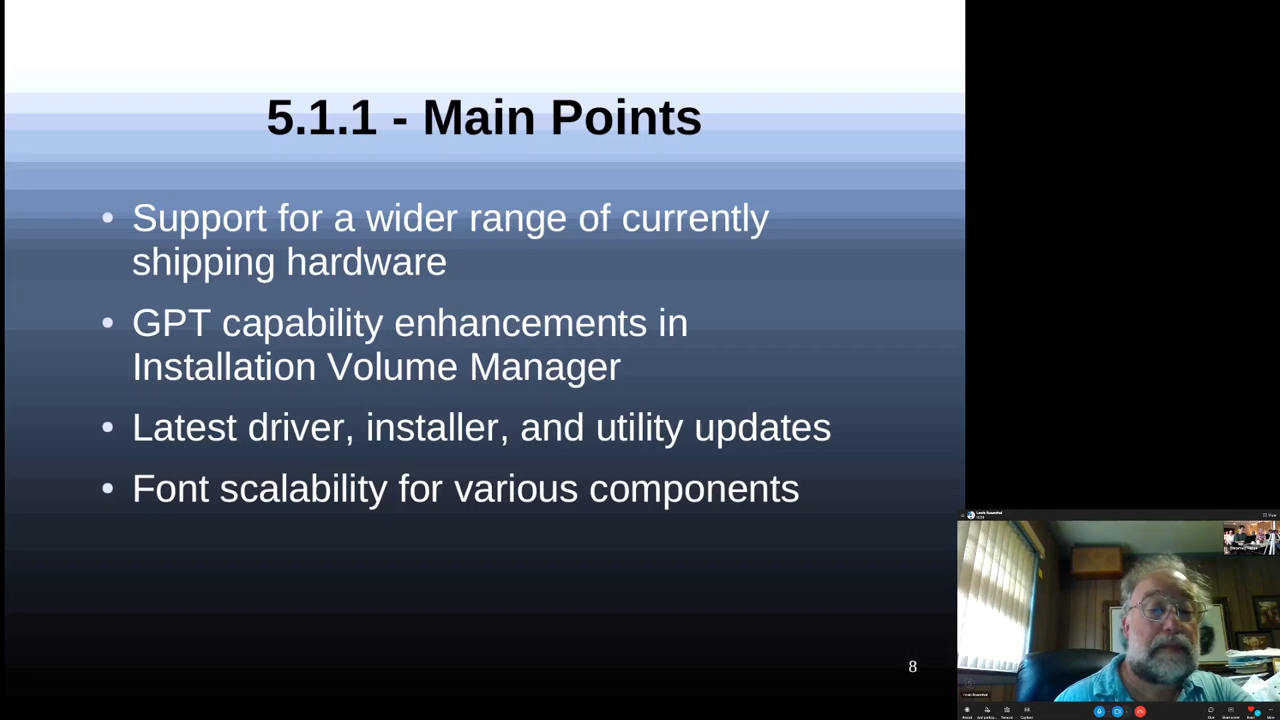 5.1.1 - Main Points
• Support for a wider range of currently
shipping hardware
• GPT capability enhancements in
Installation Volume Manager
• Latest driver, installer, and utility updates
• Font scalability for various components
8